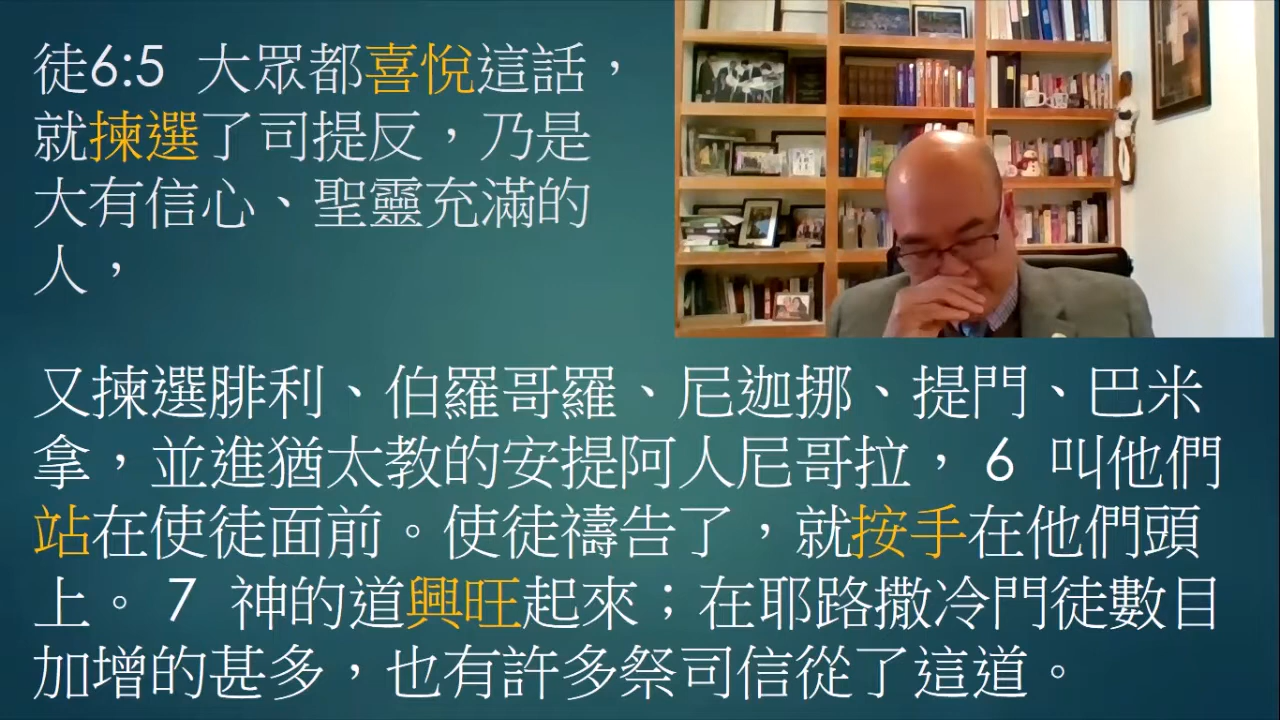 徒6:5 大眾都喜悅這話，
就揀選了司提反，乃是
大有信心、聖靈充滿的
人，
又揀選腓利、伯羅哥羅、尼迦挪、提門、巴米
拿，並進猶太教的安提阿人尼哥拉， 6 叫他們
站在使徒面前。使徒禱告了，就按手在他們頭
上。 7 神的道興旺起來；在耶路撒冷門徒數目
加增的甚多，也有許多祭司信從了這道。